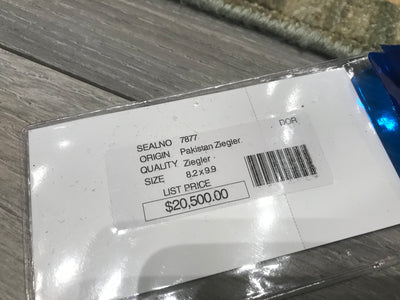 DOR
SEALNO 7877
ORIGIN Pakistan Ziegler
QUALITY Ziegler
SIZE 8.2 x 9.9
LIST PRICE
$20,500.00